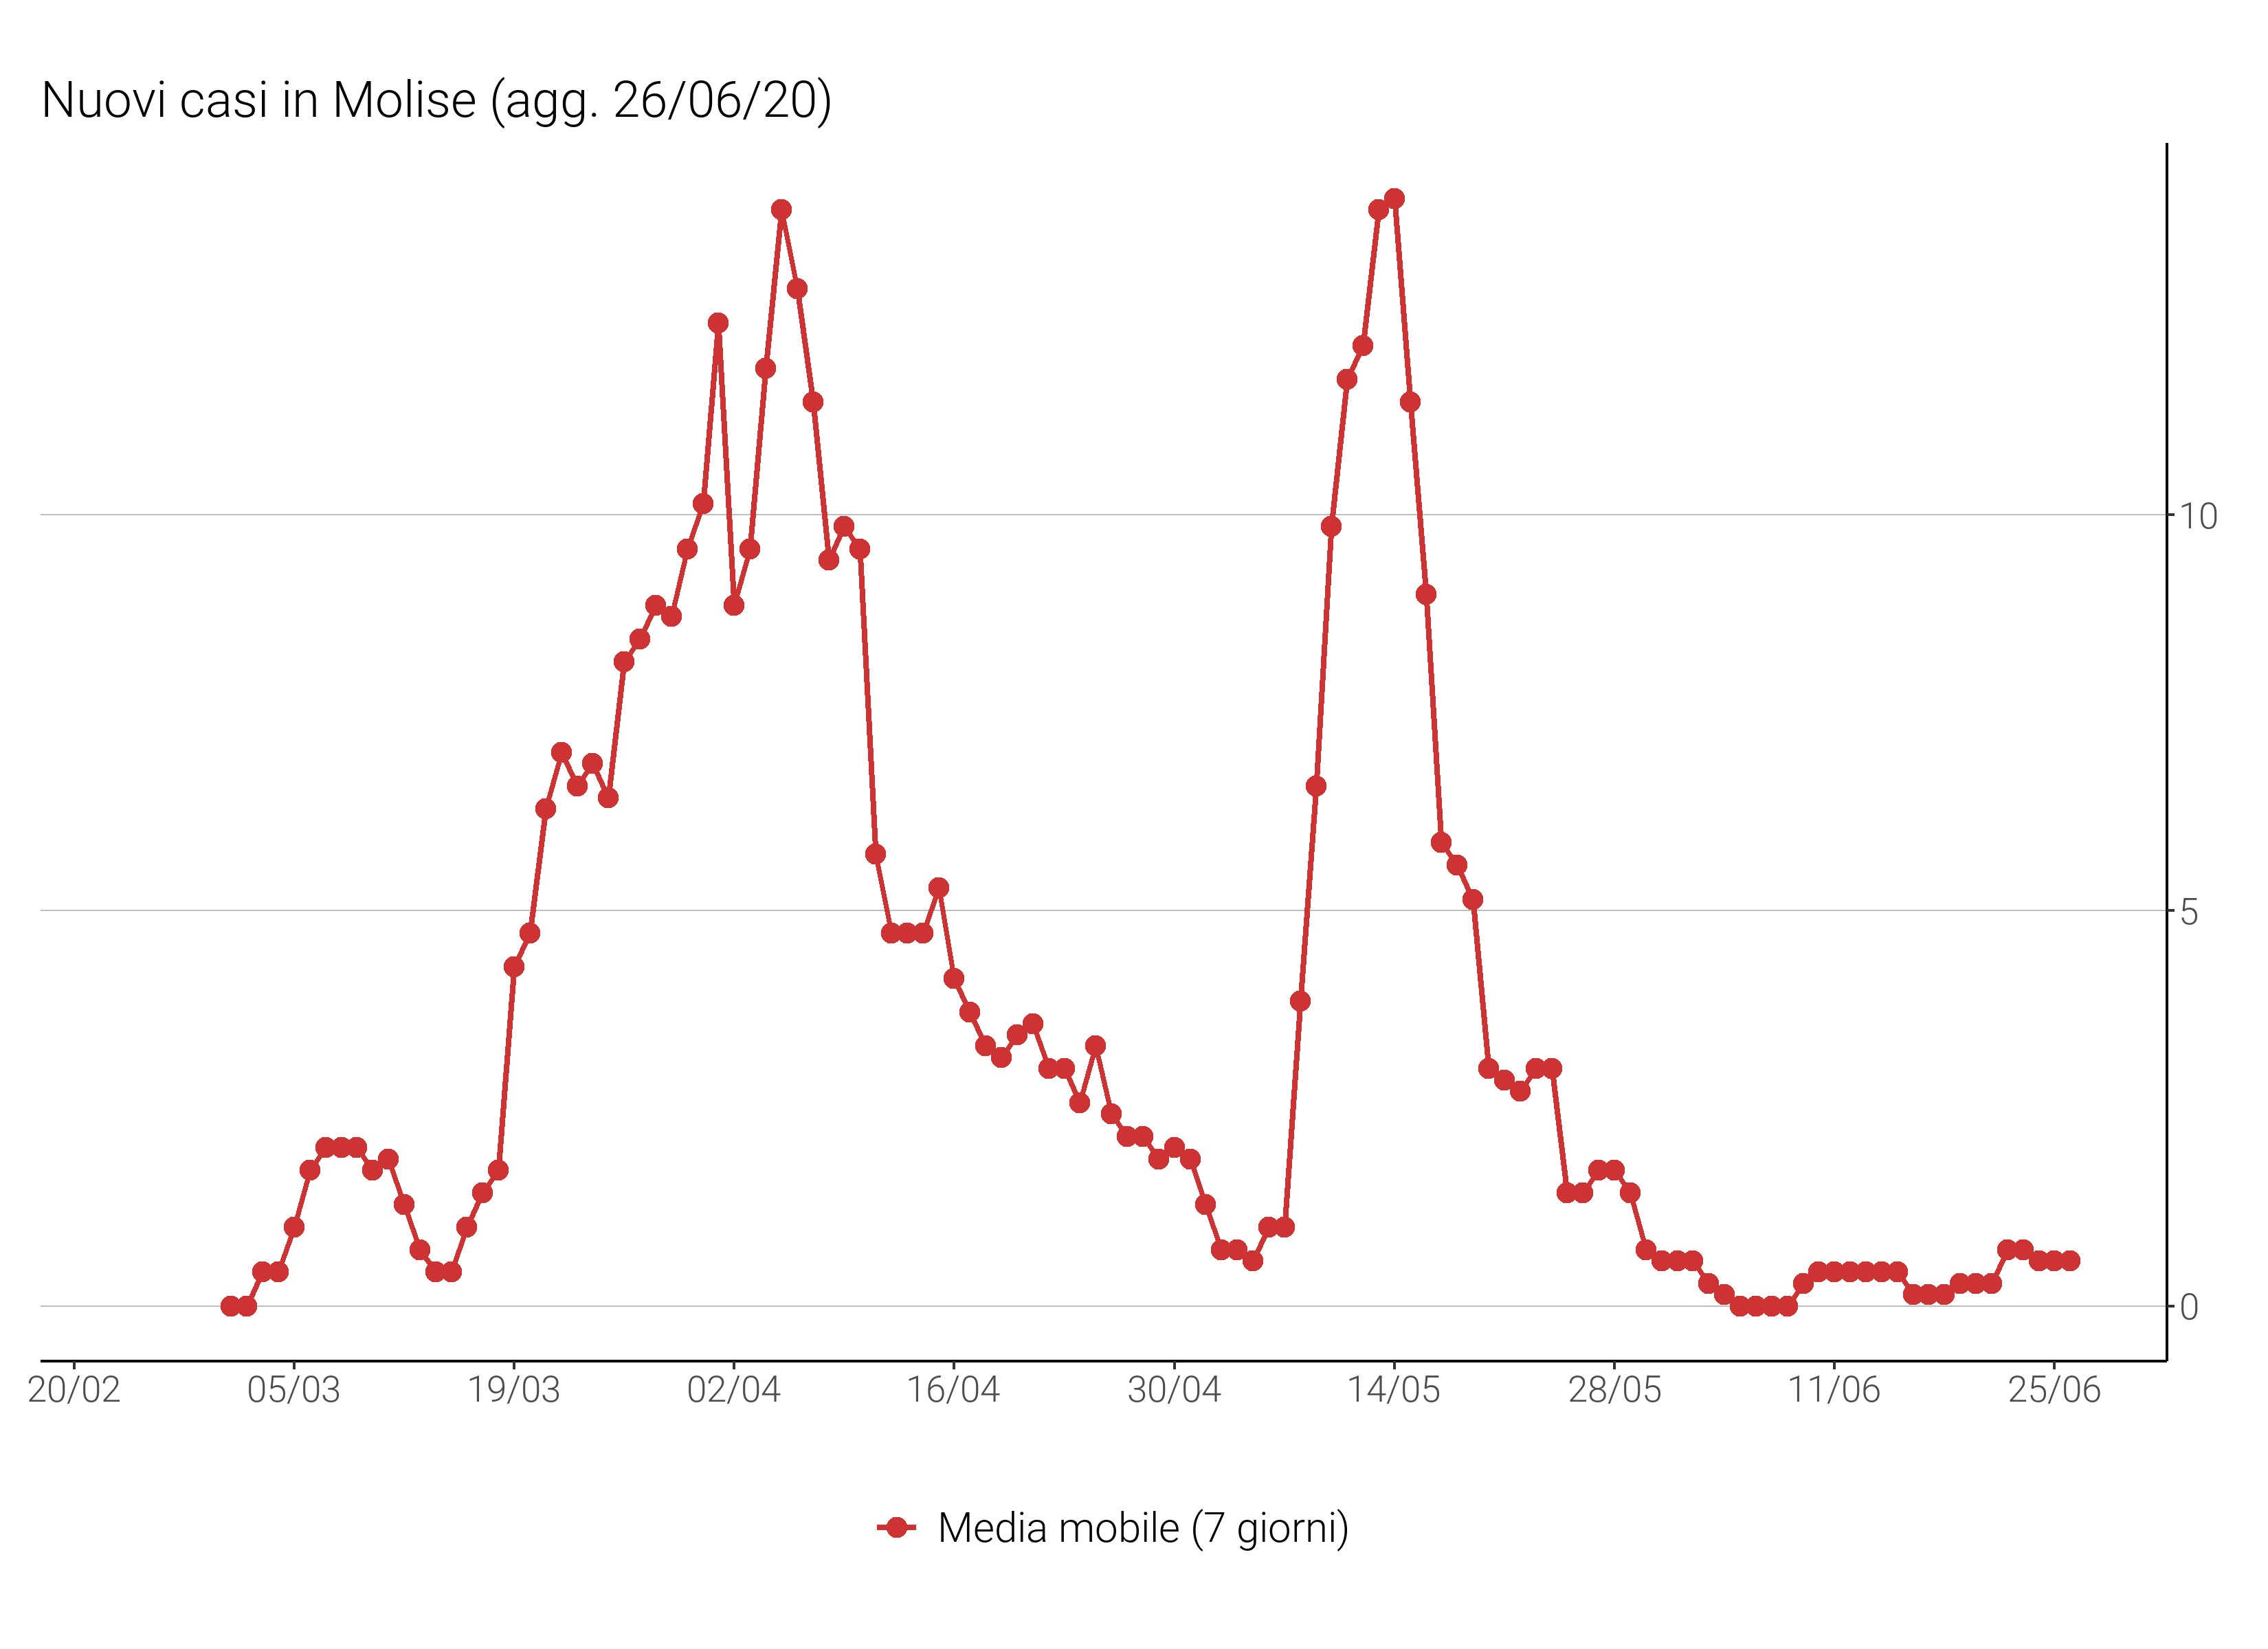 Nuovi casi in Molise (agg. 26/06/20)
10
5
0
20/02 05/03 19/03 02/04 16/04 30/04 14/05 28/05 11/06 25/06
Media mobile (7 giorni)